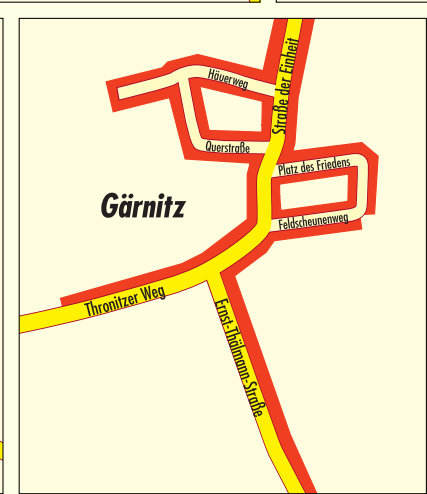 Häuerweg
Straße der Einheit
Querstraße
Platz des Friedens
Gärnitz
Feldscheunenweg
Thronitzer Weg
Ernst-Thälmann-Straße